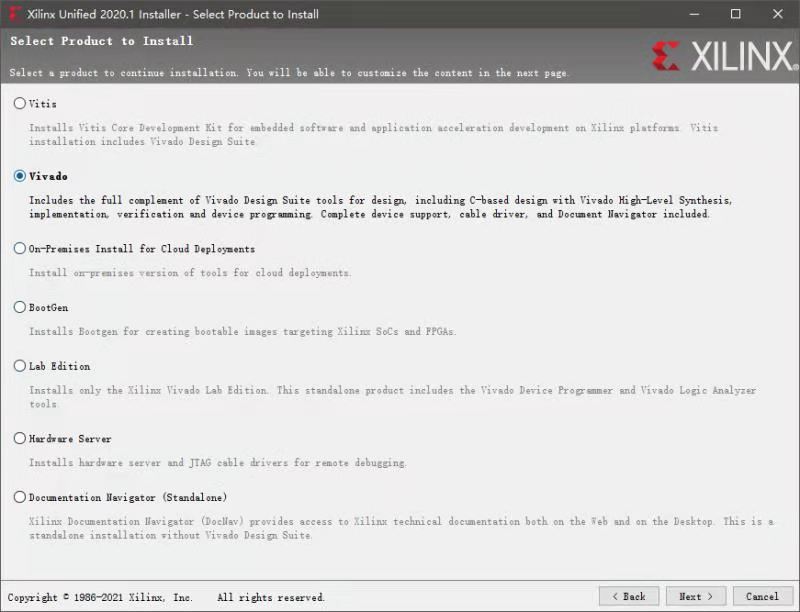 Xilinx Unified 2020.1 Installer - Select Product to Install
Select Product to Install
Select a product to continue installation. You will be able to customize the content in the next page.
XILINX®
Vitis
Installs Vitis Core Development Kit for embedded software and application acceleration development on Xilinx platforms. Vitis
installation includes Vivado Design Suite.
Vivado
Includes the full complement of Vivado Design Suite tools for design, including C-based design with Vivado High-Level Synthesis,
implementation, verification and device programming. Complete device support, cable driver, and Document Navigator included.
On-Premises Install for Cloud Deployments
Install on-premises version of tools for cloud deployments.
BootGen
Installs Bootgen for creating bootable images targeting Xilinx SoCs and FPGAs.
Lab Edition
Installs only the Xilinx Vivado Lab Edition. This standalone product includes the Vivado Device Programmer and Vivado Logic Analyzer
tools.
Hardware Server
Installs hardware server and JTAG cable drivers for remote debugging.
Documentation Navigator (Standalone)
Xilinx Documentation Navigator (DocNav) provides access to Xilinx technical documentation both on the Web and on the Desktop. This is a
standalone installation without Vivado Design Suite.
Copyright © 1986-2021 Xilinx, Inc. All rights reserved.
< Back
Next >
Cancel